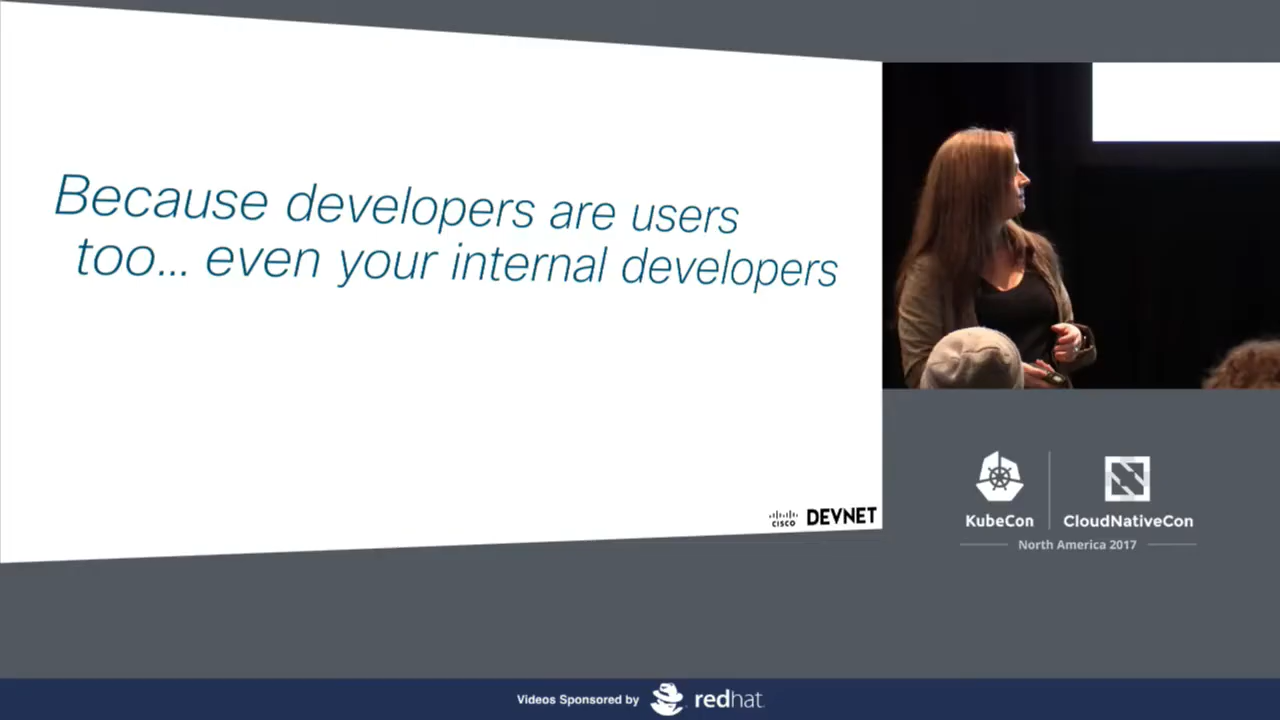 Because developers are users
too... even your internal developers
CISCO DEVNET
KubeCon
CloudNativeCon
North America 2017
Videos Sponsored by redhat.